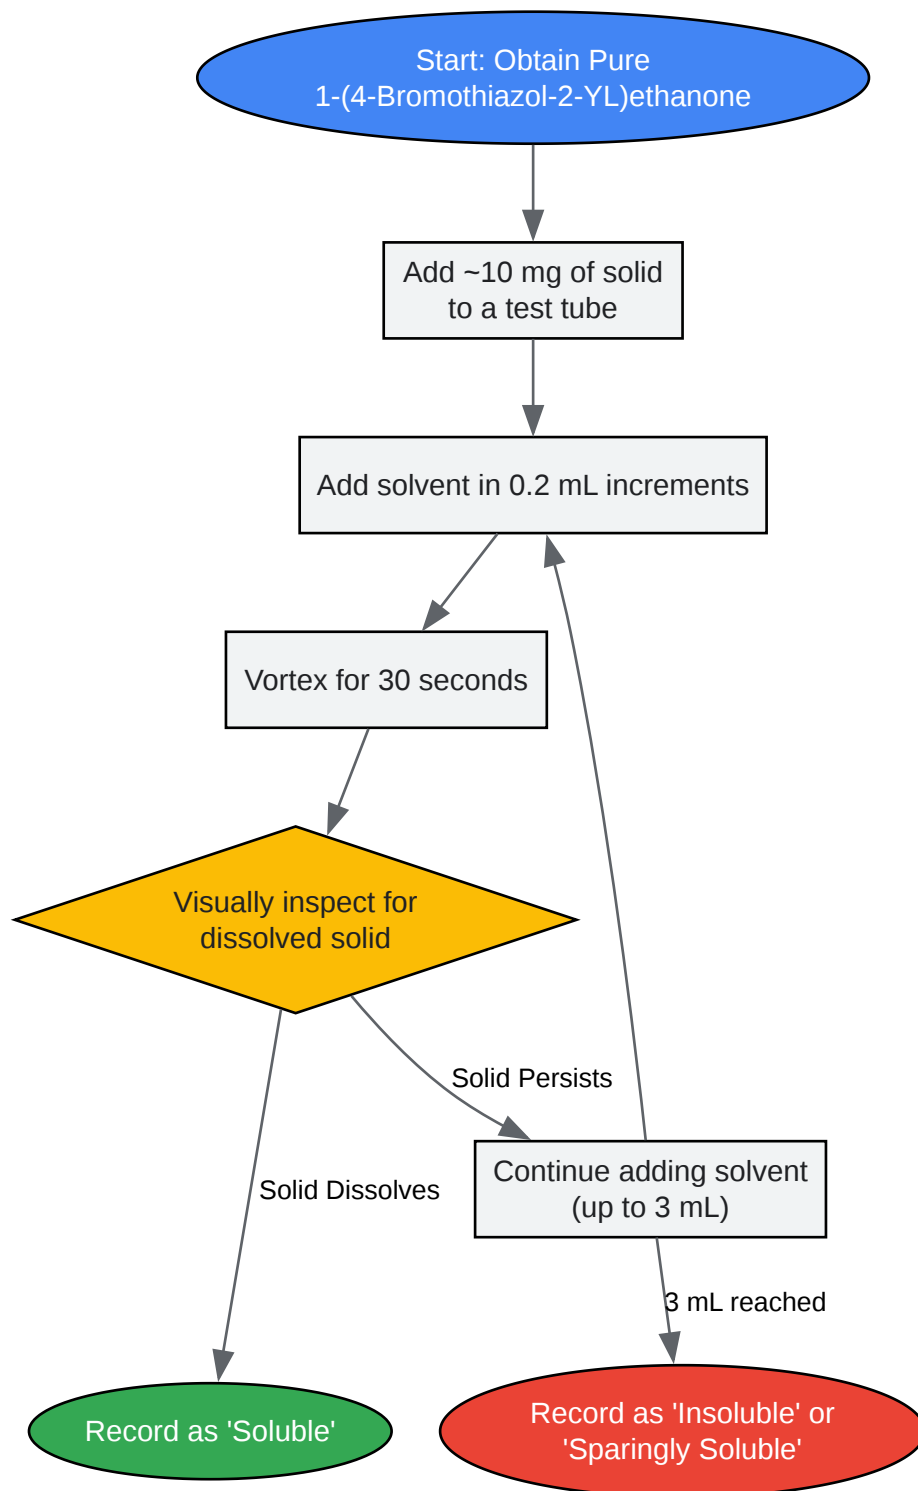 Start: Obtain Pure
1-(4-Bromothiazol-2-YL)ethanone
Add ~10 mg of solid
to a test tube
Add solvent in 0.2 mL increments
Vortex for 30 seconds
Visually inspect for
dissolved solid
Solid Persists
Continue adding solvent
(up to 3 mL)
Solid Dissolves
3 mL reached
Record as 'Soluble'
Record as 'Insoluble' or
'Sparingly Soluble'